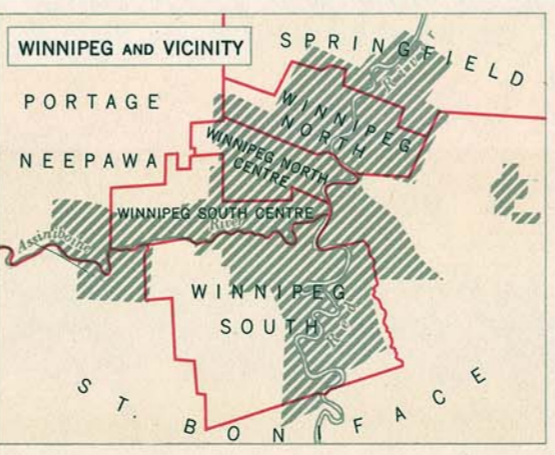 WINNIPEG AND VICINITY
SPRINGFIELD
PORTAGE
NEEPAWA
WINNIPEG NORTH
WINNIPEG NORTH CENTRE
WINNIPEG SOUTH CENTRE
Assiniboine
River
WINNIPEG SOUTH
Red
River
ST. BONIFACE